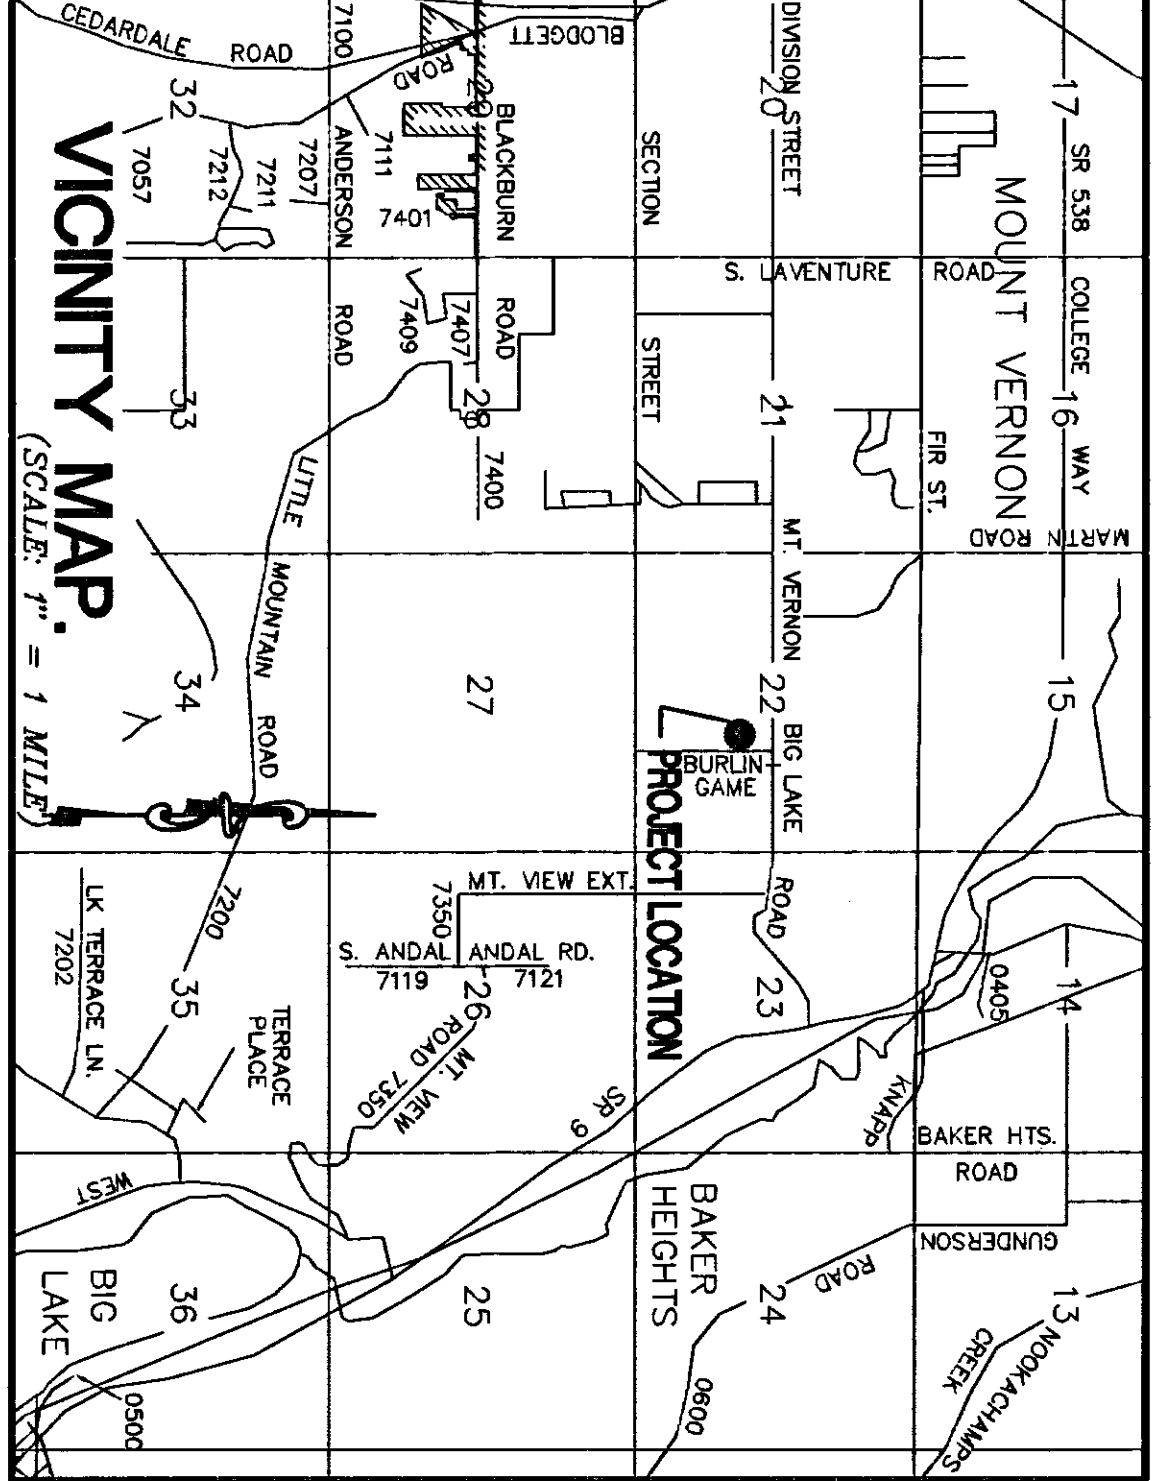 17 SR 538 COLLEGE 16 WAY
15
14
13
MOUNT VERNON
MARTIN ROAD
FIR ST.
S. LAVENTURE ROAD
0405
KNAPP
BAKER HTS.
ROAD
GUNDERSON
ROAD
NOOKACHAMPS
CREEK
DIVISION STREET
20
21
MT. VERNON
22
BIG LAKE
ROAD
23
24
BURLIN
GAME
PROJECT LOCATION
BAKER
HEIGHTS
0600
SECTION
STREET
SR 9
BLODGETT
ROAD
29
BLACKBURN
ROAD
28
7400
27
7401
7407
7409
7111
MT. VIEW EXT.
7350
S. ANDAL
ANDAL RD.
7119
7121
26
MT. VIEW
ROAD 7350
25
7100
ANDERSON
ROAD
CEDARDALE ROAD
32
7207
7211
7212
7057
33
LITTLE MOUNTAIN ROAD
34
7200
35
TERRACE
PLACE
LK TERRACE LN.
7202
WEST
36
BIG
LAKE
0500
VICINITY MAP.
(SCALE: 1" = 1 MILE)